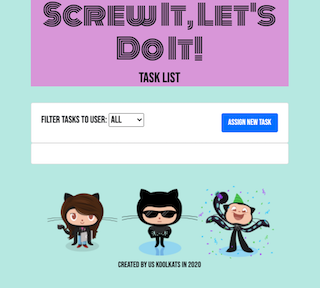 Screw It, Let's
Do It!
TASK LIST
FILTER TASKS TO USER: ALL
ASSIGN NEW TASK
CREATED BY US KOOLKATS IN 2020